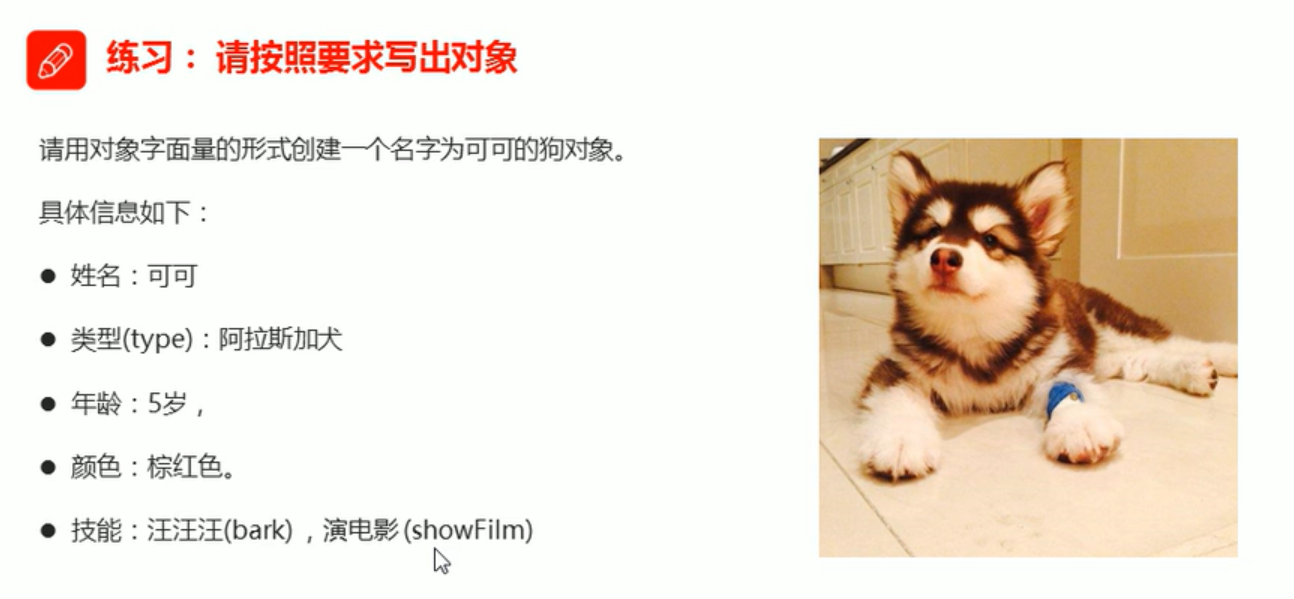 练习： 请按照要求写出对象
请用对象字面量的形式创建一个名字为可可的狗对象。
具体信息如下：
● 姓名：可可
● 类型(type)：阿拉斯加犬
● 年龄：5岁，
● 颜色：棕红色。
● 技能：汪汪汪(bark)，演电影(showFilm)